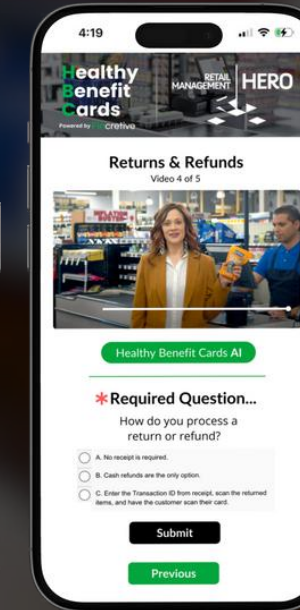 4:19
Healthy
Benefit
Cards
Powered by
RETAIL
MANAGEMENT
HERO
Returns & Refunds
Video 4 of 5
INFLATION
BUSTER
Healthy Benefit Cards AI
*Required Question...
How do you process a
return or refund?
A. No receipt is required.
B. Cash refunds are the only option.
C. Enter the Transaction ID from receipt, scan the returned
items, and have the customer scan their card.
Submit
Previous